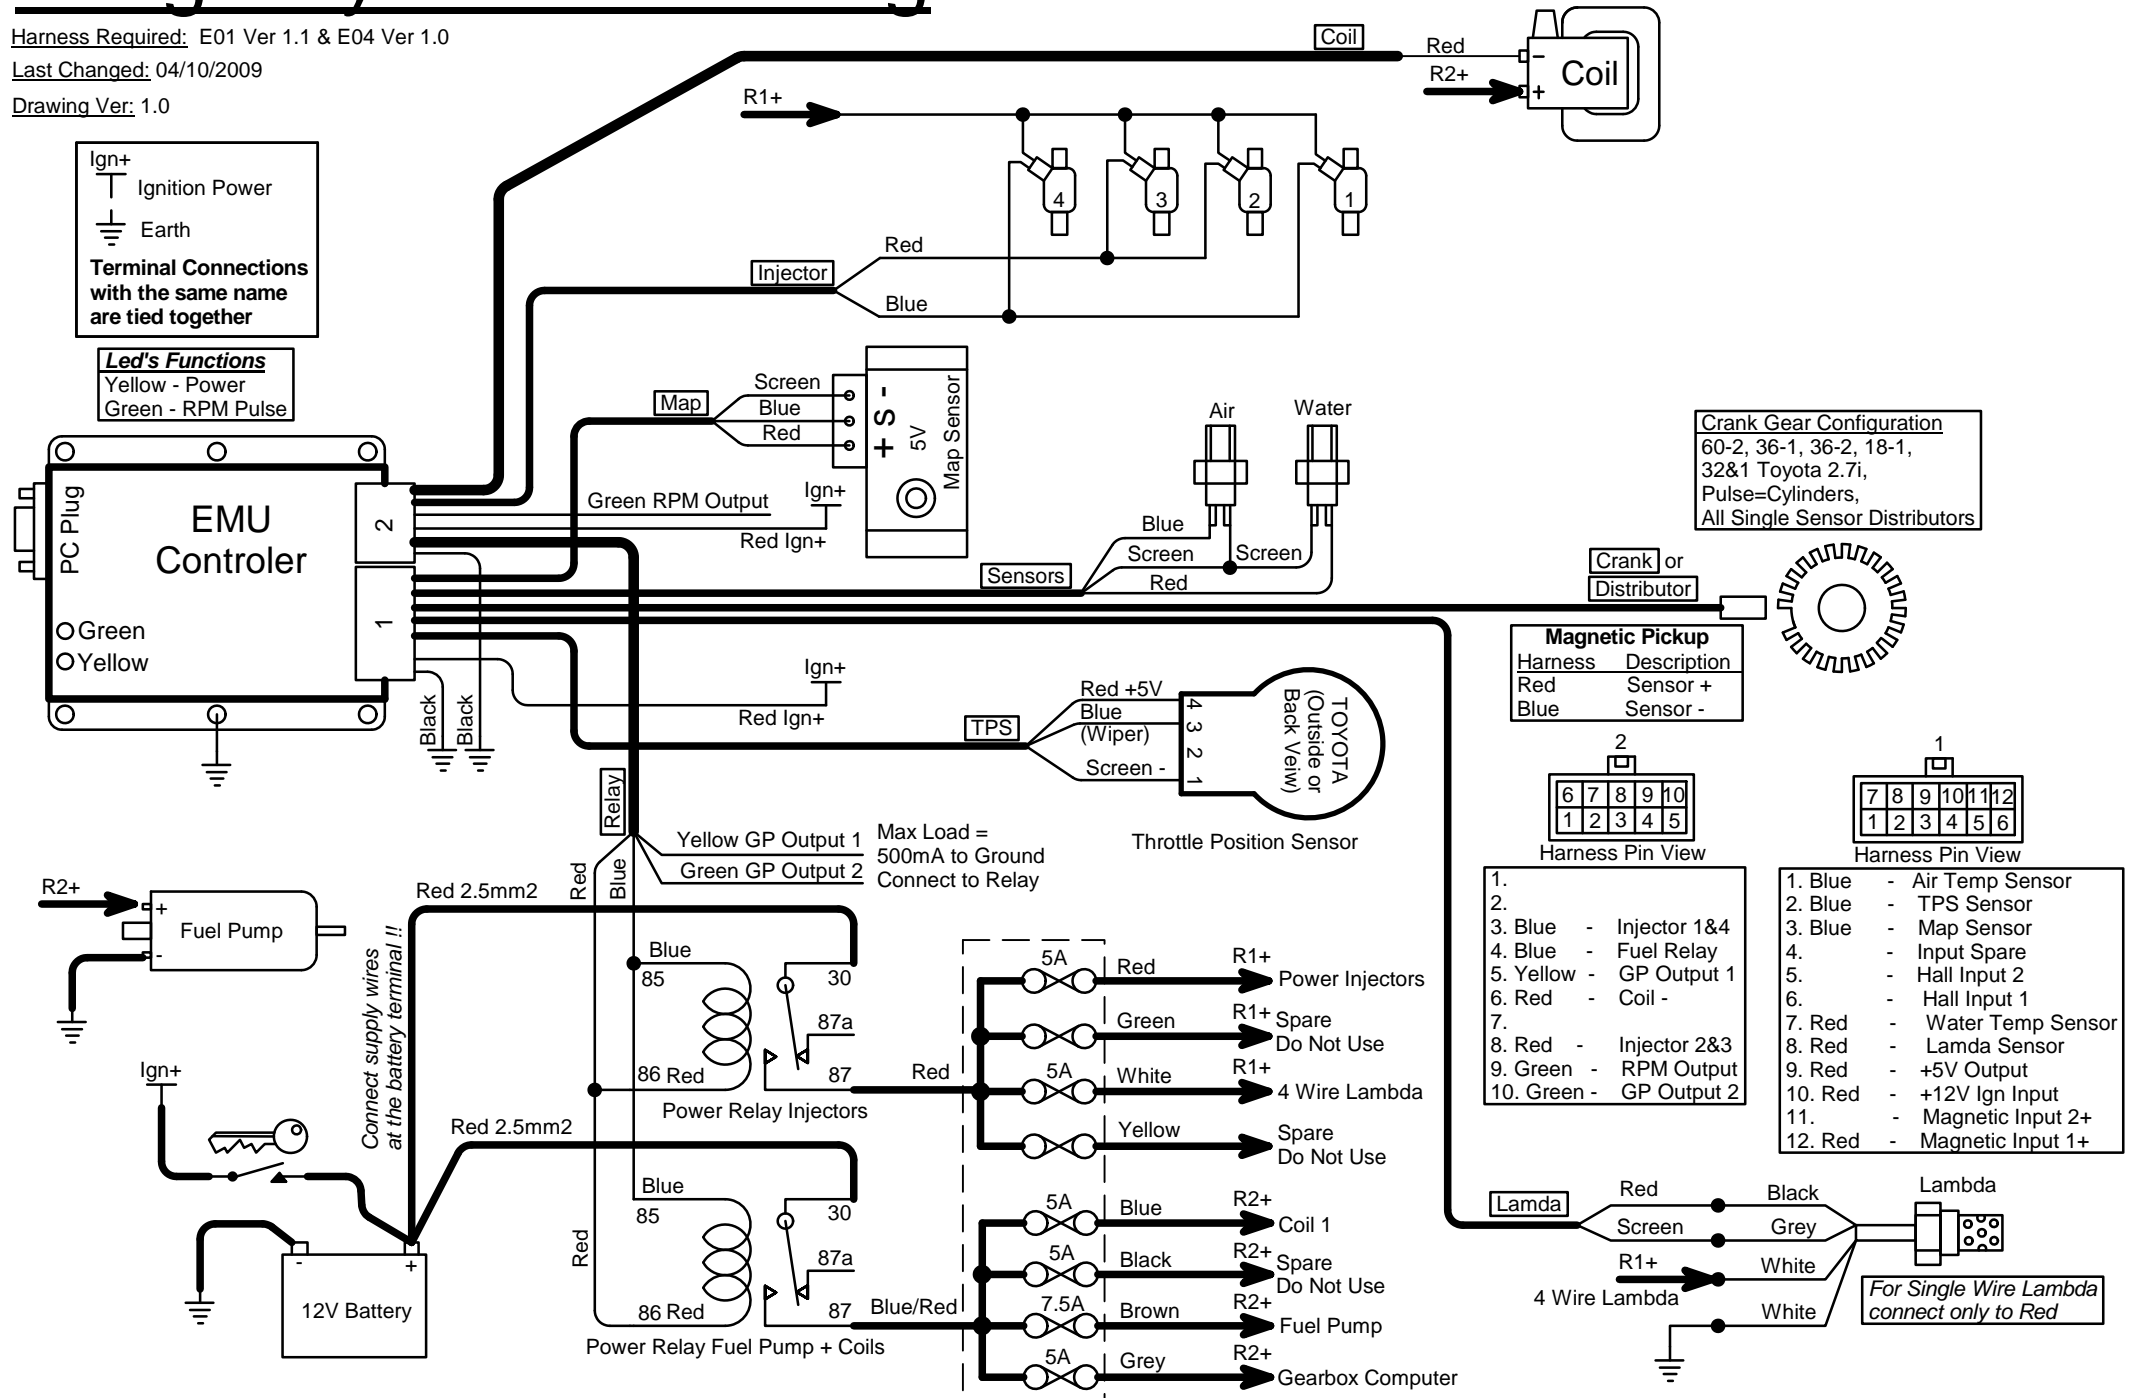 Harness Required: E01 Ver 1.1 & E04 Ver 1.0
Last Changed: 04/10/2009
Drawing Ver: 1.0
Ign+
Ignition Power
Earth
Terminal Connections
with the same name
are tied together
Led's Functions
Yellow - Power
Green - RPM Pulse
Coil
Red
R2+
Coil
-
+
R1+
4
3
2
1
Injector
Red
Blue
Map
Screen
Blue
Red
+ S -
5V
Map Sensor
PC Plug
EMU
Controler
Green
Yellow
2
1
Green RPM Output
Ign+
Red Ign+
Air
Water
Blue
Screen
Screen
Red
Sensors
Crank Gear Configuration
60-2, 36-1, 36-2, 18-1,
32&1 Toyota 2.7i,
Pulse=Cylinders,
All Single Sensor Distributors
Crank or
Distributor
Magnetic Pickup
Harness Description
Red Sensor +
Blue Sensor -
Black
Black
Ign+
Red Ign+
TPS
Red +5V
Blue
(Wiper)
Screen -
4
3
2
1
TOYOTA
(Outside or
Back Veiw)
Throttle Position Sensor
2
6 7 8 9 10
1 2 3 4 5
Harness Pin View
1.
2.
3. Blue - Injector 1&4
4. Blue - Fuel Relay
5. Yellow - GP Output 1
6. Red - Coil -
7.
8. Red - Injector 2&3
9. Green - RPM Output
10. Green - GP Output 2
1
7 8 9 10 11 12
1 2 3 4 5 6
Harness Pin View
1. Blue - Air Temp Sensor
2. Blue - TPS Sensor
3. Blue - Map Sensor
4. - Input Spare
5. - Hall Input 2
6. - Hall Input 1
7. Red - Water Temp Sensor
8. Red - Lamda Sensor
9. Red - +5V Output
10. Red - +12V Ign Input
11. - Magnetic Input 2+
12. Red - Magnetic Input 1+
Relay
Red
Blue
Yellow GP Output 1
Green GP Output 2
Max Load =
500mA to Ground
Connect to Relay
R2+
+
-
Fuel Pump
Red 2.5mm2
Connect supply wires
at the battery terminal !!
Blue
85
30
87a
86 Red
87
Power Relay Injectors
Red
5A
Red
R1+
Power Injectors
Green
R1+
Spare
Do Not Use
5A
White
R1+
4 Wire Lambda
Yellow
Spare
Do Not Use
Ign+
-
+
12V Battery
Red 2.5mm2
Red
Blue
85
30
87a
86 Red
87
Power Relay Fuel Pump + Coils
Blue/Red
5A
Blue
R2+
Coil 1
5A
Black
R2+
Spare
Do Not Use
7.5A
Brown
R2+
Fuel Pump
5A
Grey
R2+
Gearbox Computer
Lamda
Red
Black
Screen
Grey
R1+
4 Wire Lambda
White
White
Lambda
For Single Wire Lambda
connect only to Red